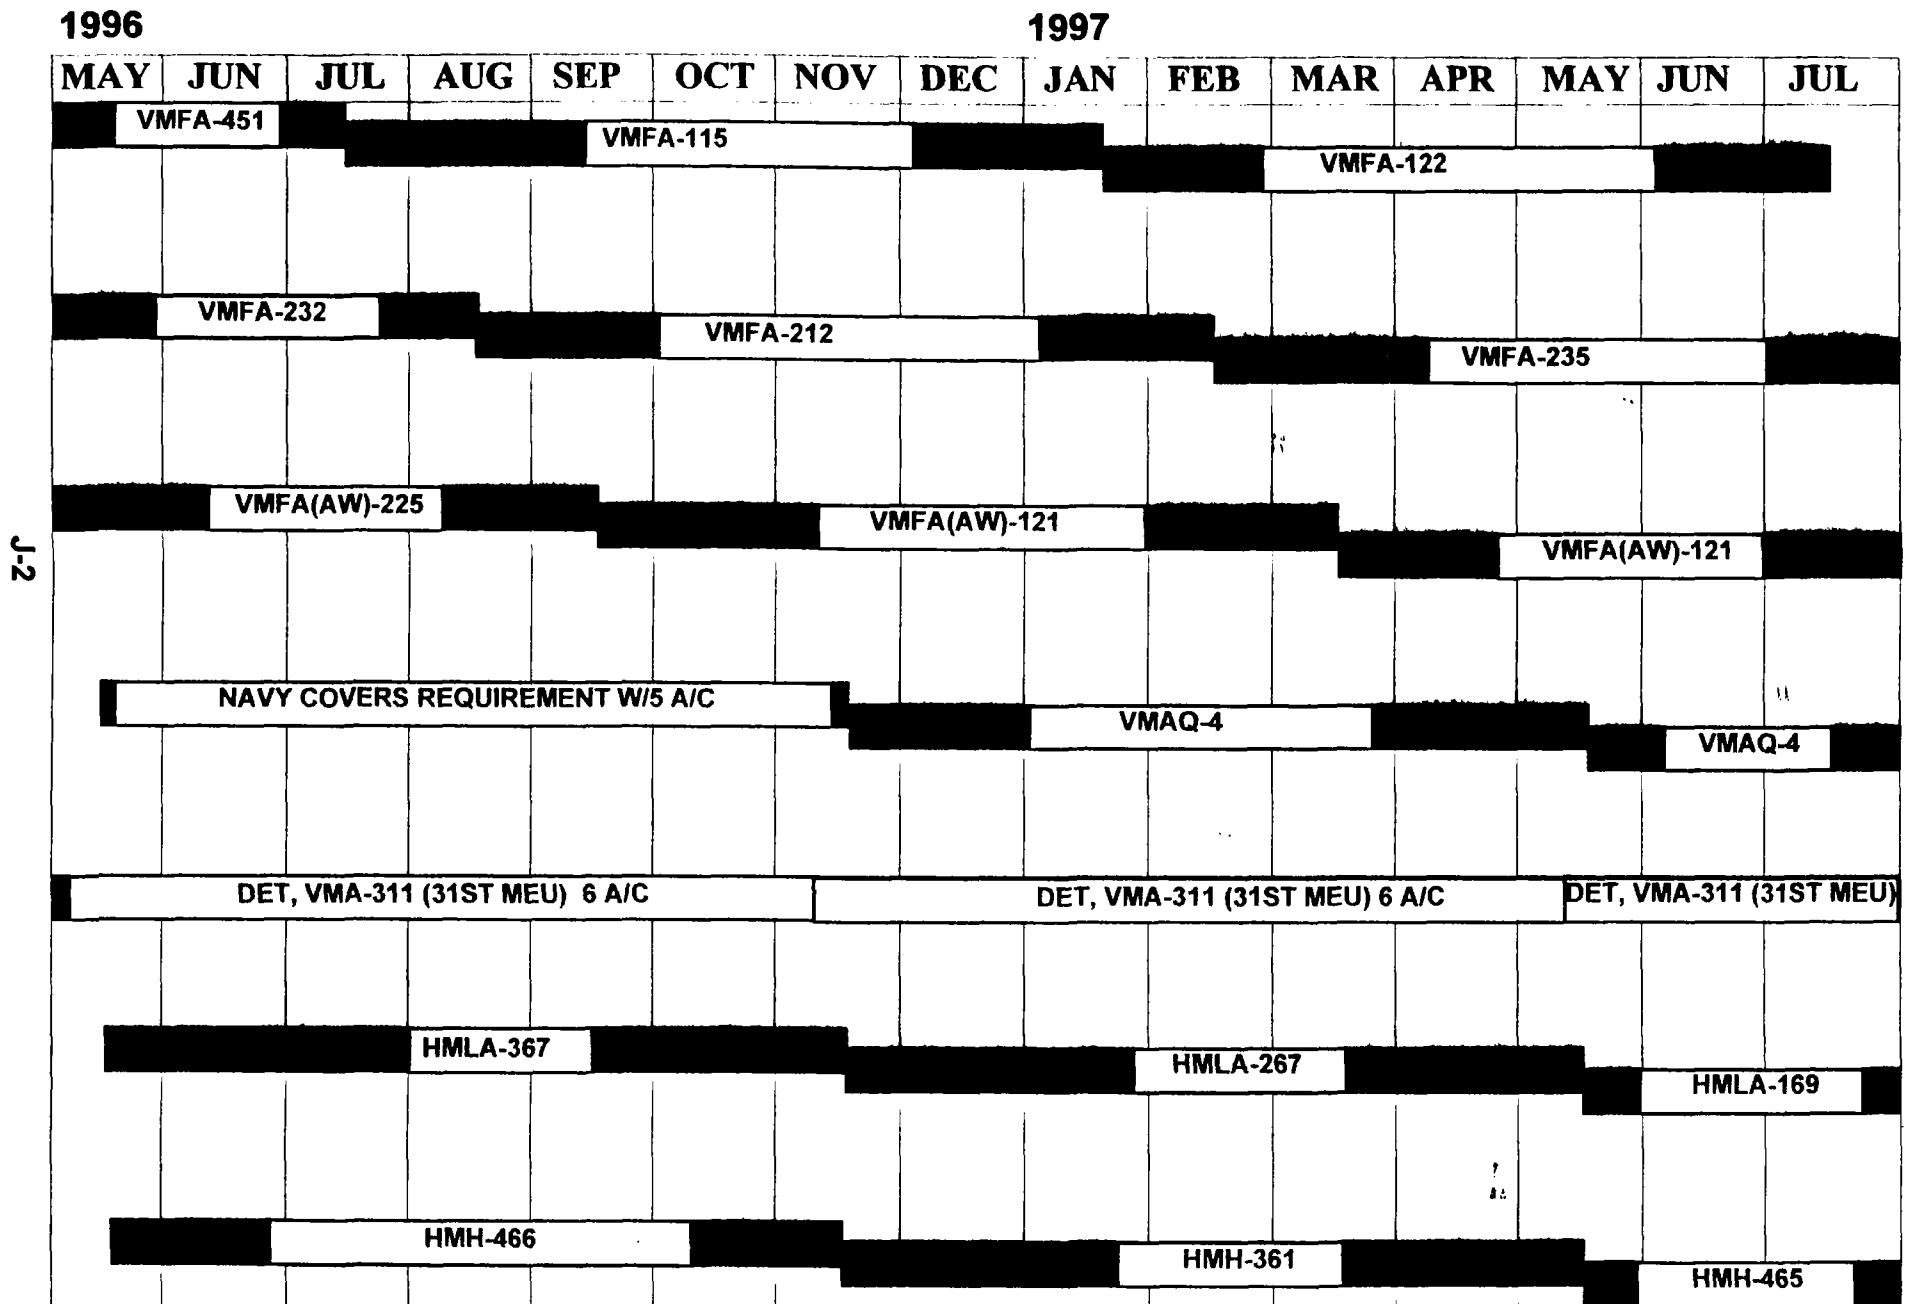 1996 1997
MAY JUN JUL AUG SEP OCT NOV DEC JAN FEB MAR APR MAY JUN JUL
VMFA-451
VMFA-115
VMFA-122
VMFA-232
VMFA-212
VMFA-235
VMFA(AW)-225
VMFA(AW)-121
VMFA(AW)-121
J-2
NAVY COVERS REQUIREMENT W/5 A/C
VMAQ-4
VMAQ-4
DET, VMA-311 (31ST MEU) 6 A/C
DET, VMA-311 (31ST MEU) 6 A/C
DET, VMA-311 (31ST MEU)
HMLA-367
HMLA-267
HMLA-169
HMH-466
HMH-361
HMH-465